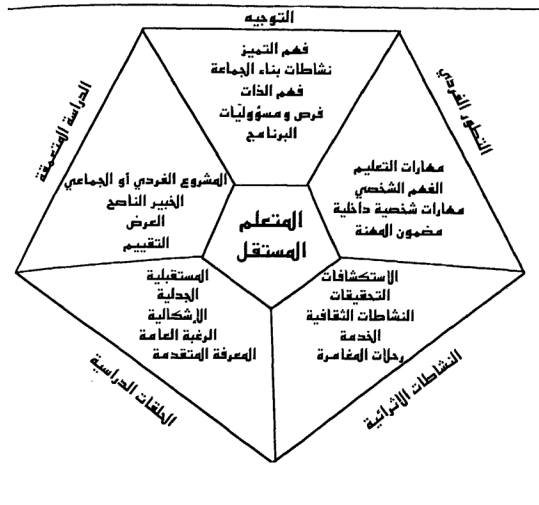 التوجيه
فهم التميز
نشاطات بناء الجماعة
فهم الذات
فرص ومسؤوليات
البرنامج
التطور الفردي
مهارات التعليم
الفهم الشخصي
مهارات شخصية داخلية
مضمون المهنة
النشاطات الاثرائية
الاستكشافات
التحقيقات
النشاطات الثقافية
الخدمة
رحلات المغامرة
الحلقات الدراسية
المستقبلية
الجدلية
الإشكالية
الرغبة العامة
المعرفة المتقدمة
الدراسة المتعمقة
المشروع الفردي أو الجماعي
الخبير الناصح
العرض
التقييم
المتعلم
المستقل